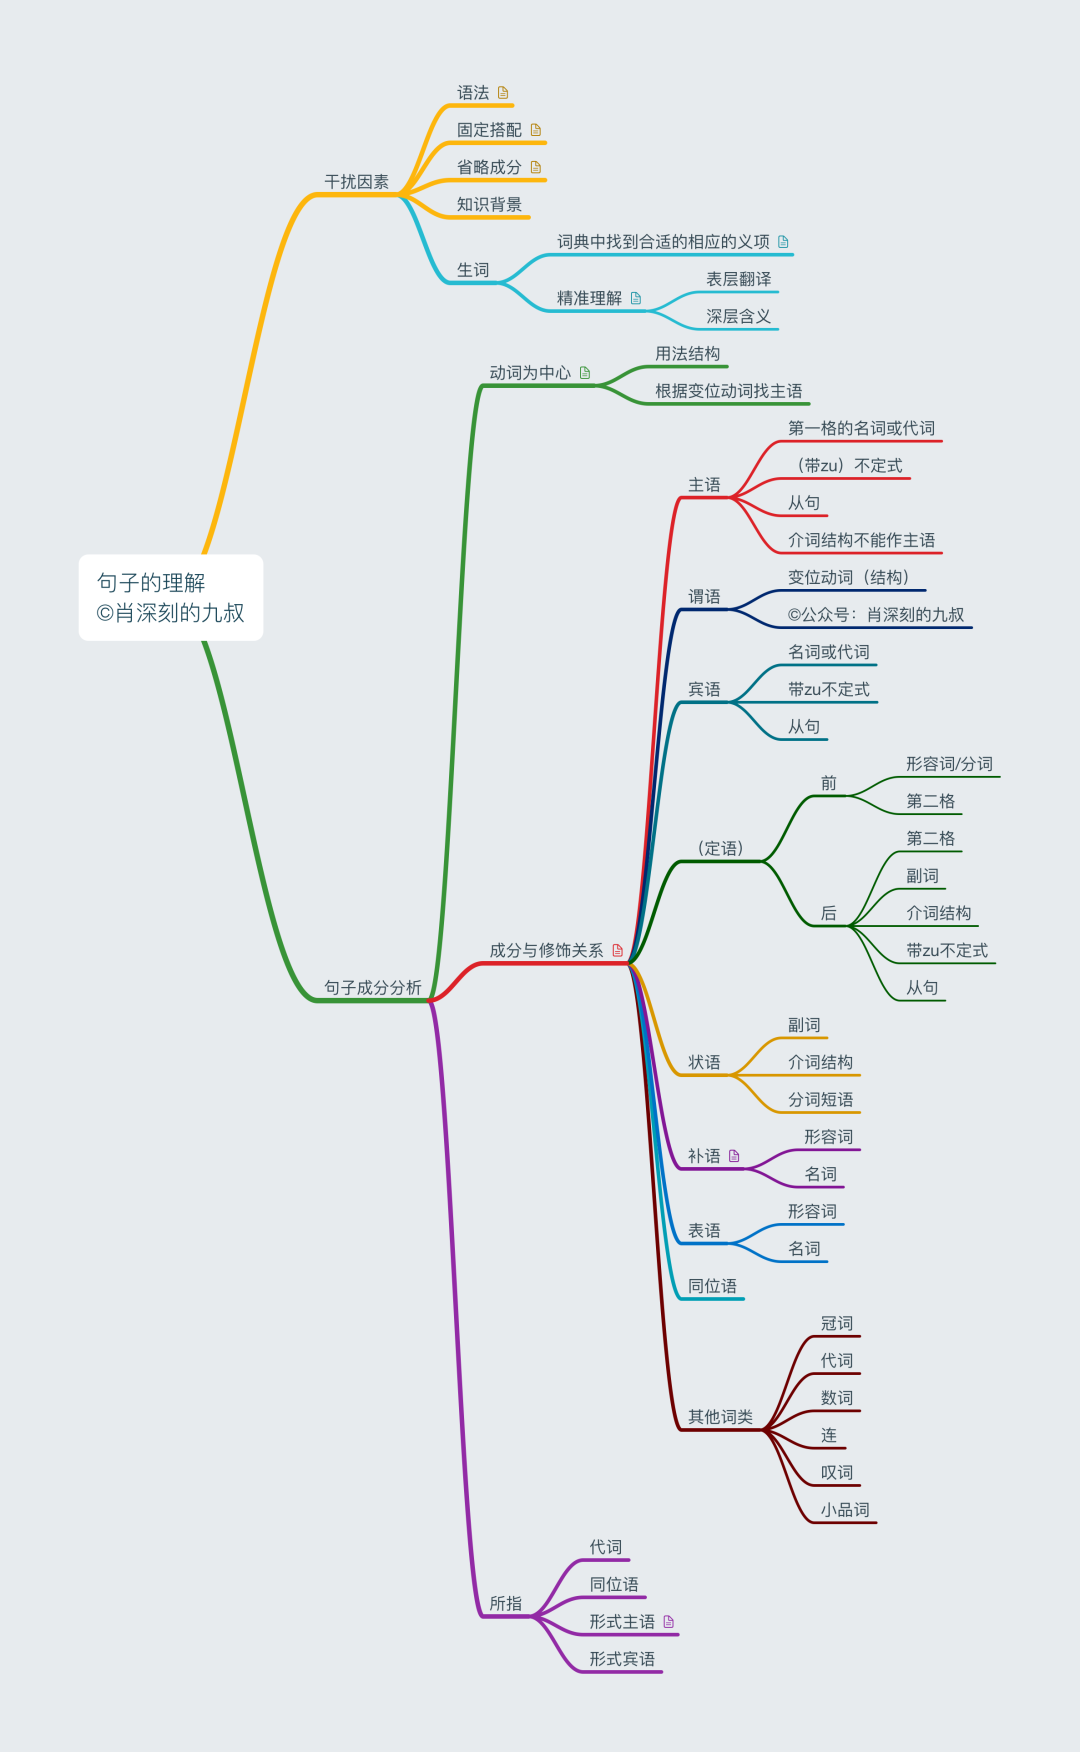 语法
固定搭配
省略成分
干扰因素
知识背景
词典中找到合适的相应的义项
生词
表层翻译
精准理解
深层含义
用法结构
动词为中心
根据变位动词找主语
第一格的名词或代词
（带zu）不定式
主语
从句
介词结构不能作主语
变位动词（结构）
谓语
©公众号：肖深刻的九叔
句子的理解
©肖深刻的九叔
名词或代词
宾语
带zu不定式
从句
形容词/分词
前
第二格
（定语）
第二格
副词
后
介词结构
带zu不定式
从句
成分与修饰关系
句子成分分析
副词
状语
介词结构
分词短语
形容词
补语
名词
形容词
表语
名词
同位语
冠词
代词
数词
其他词类
连
叹词
小品词
代词
同位语
所指
形式主语
形式宾语